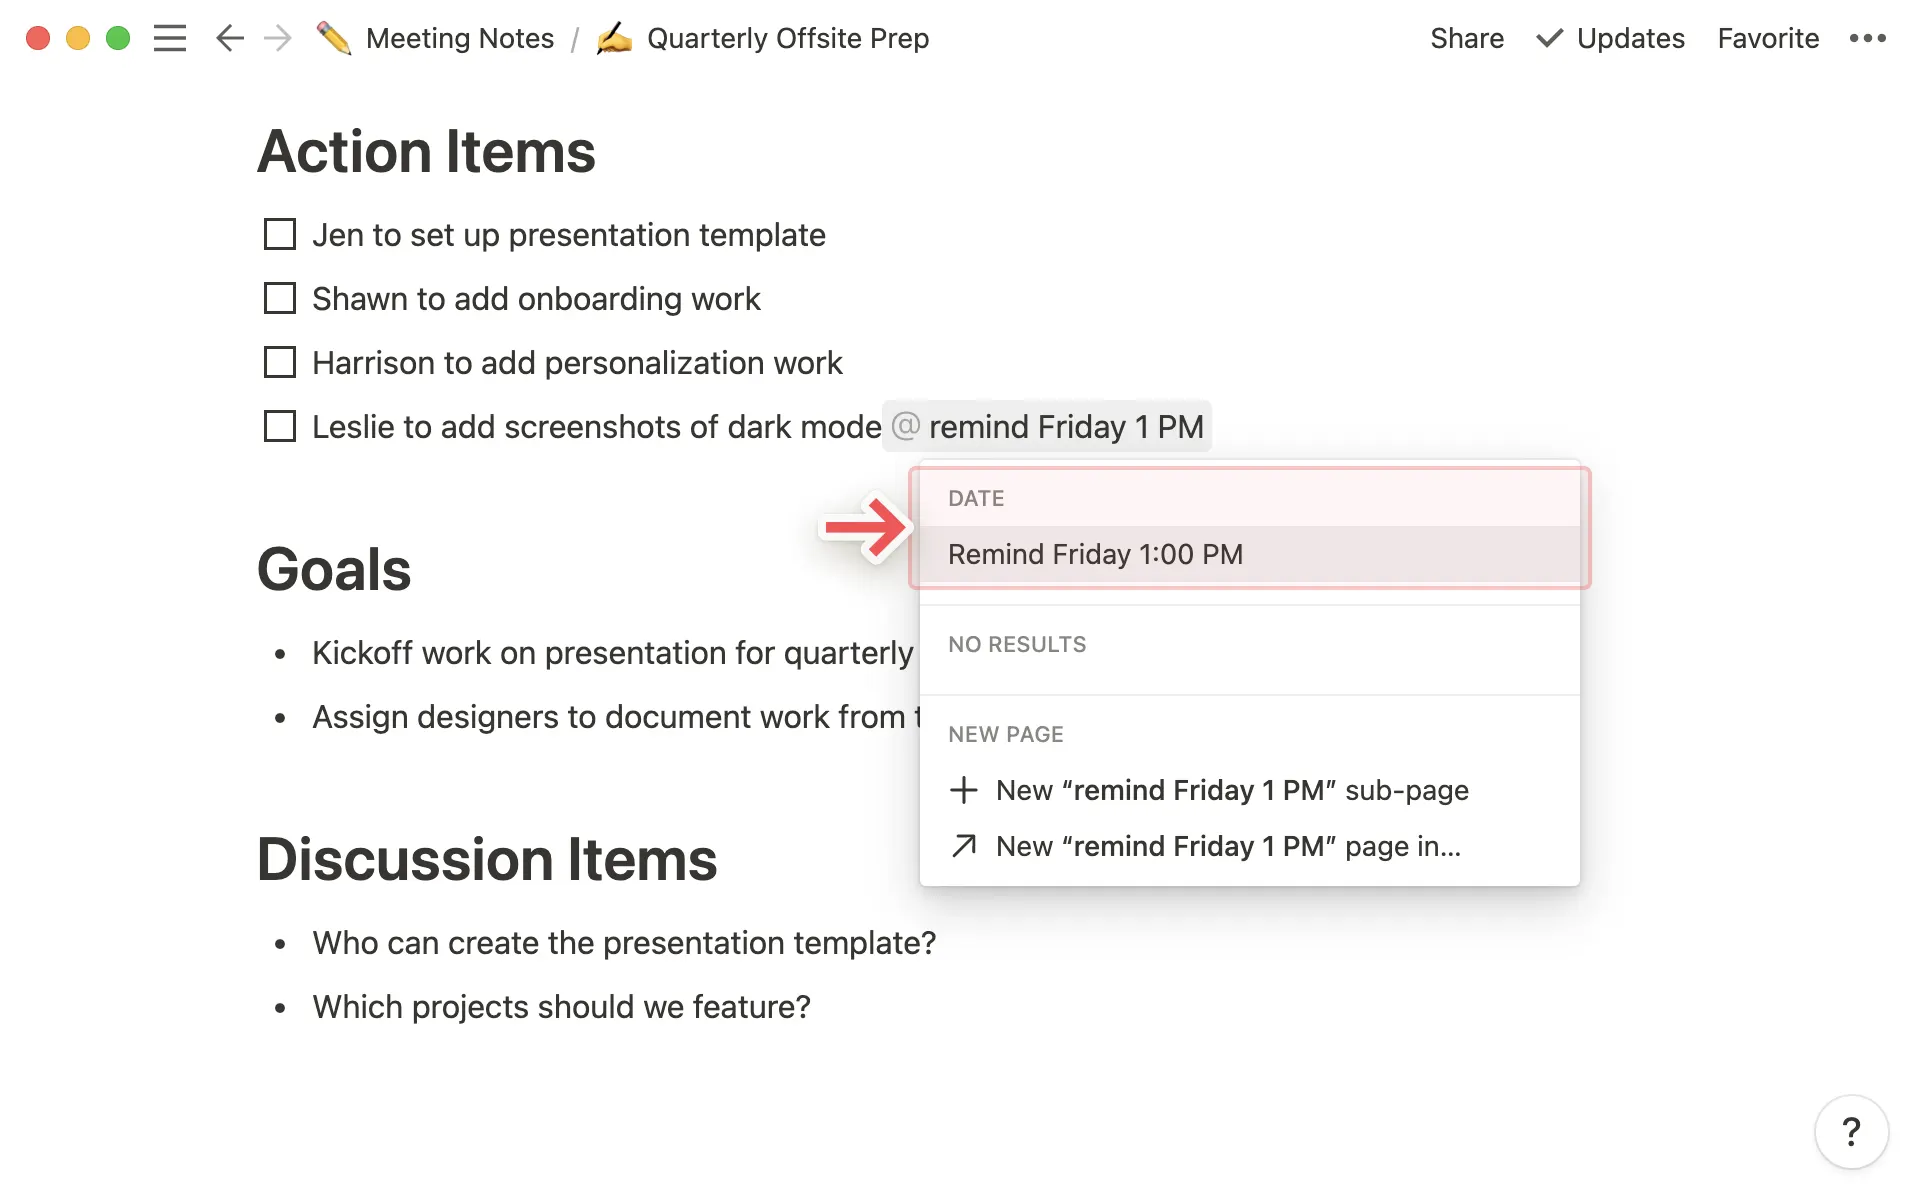 Meeting Notes / Quarterly Offsite Prep
Share Updates Favorite
Action Items
Jen to set up presentation template
Shawn to add onboarding work
Harrison to add personalization work
Leslie to add screenshots of dark mode @ remind Friday 1 PM
DATE
Remind Friday 1:00 PM
NO RESULTS
NEW PAGE
New “remind Friday 1 PM” sub-page
New “remind Friday 1 PM” page in...
Goals
Kickoff work on presentation for quarterly
Assign designers to document work from
Discussion Items
Who can create the presentation template?
Which projects should we feature?
?